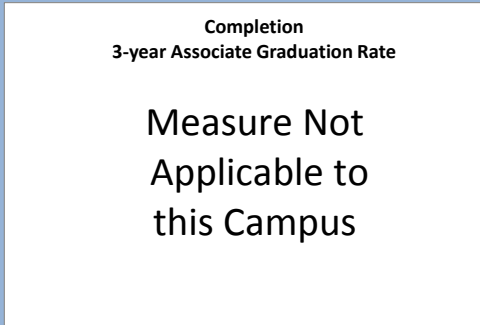 Completion
3-year Associate Graduation Rate
Measure Not
Applicable to
this Campus